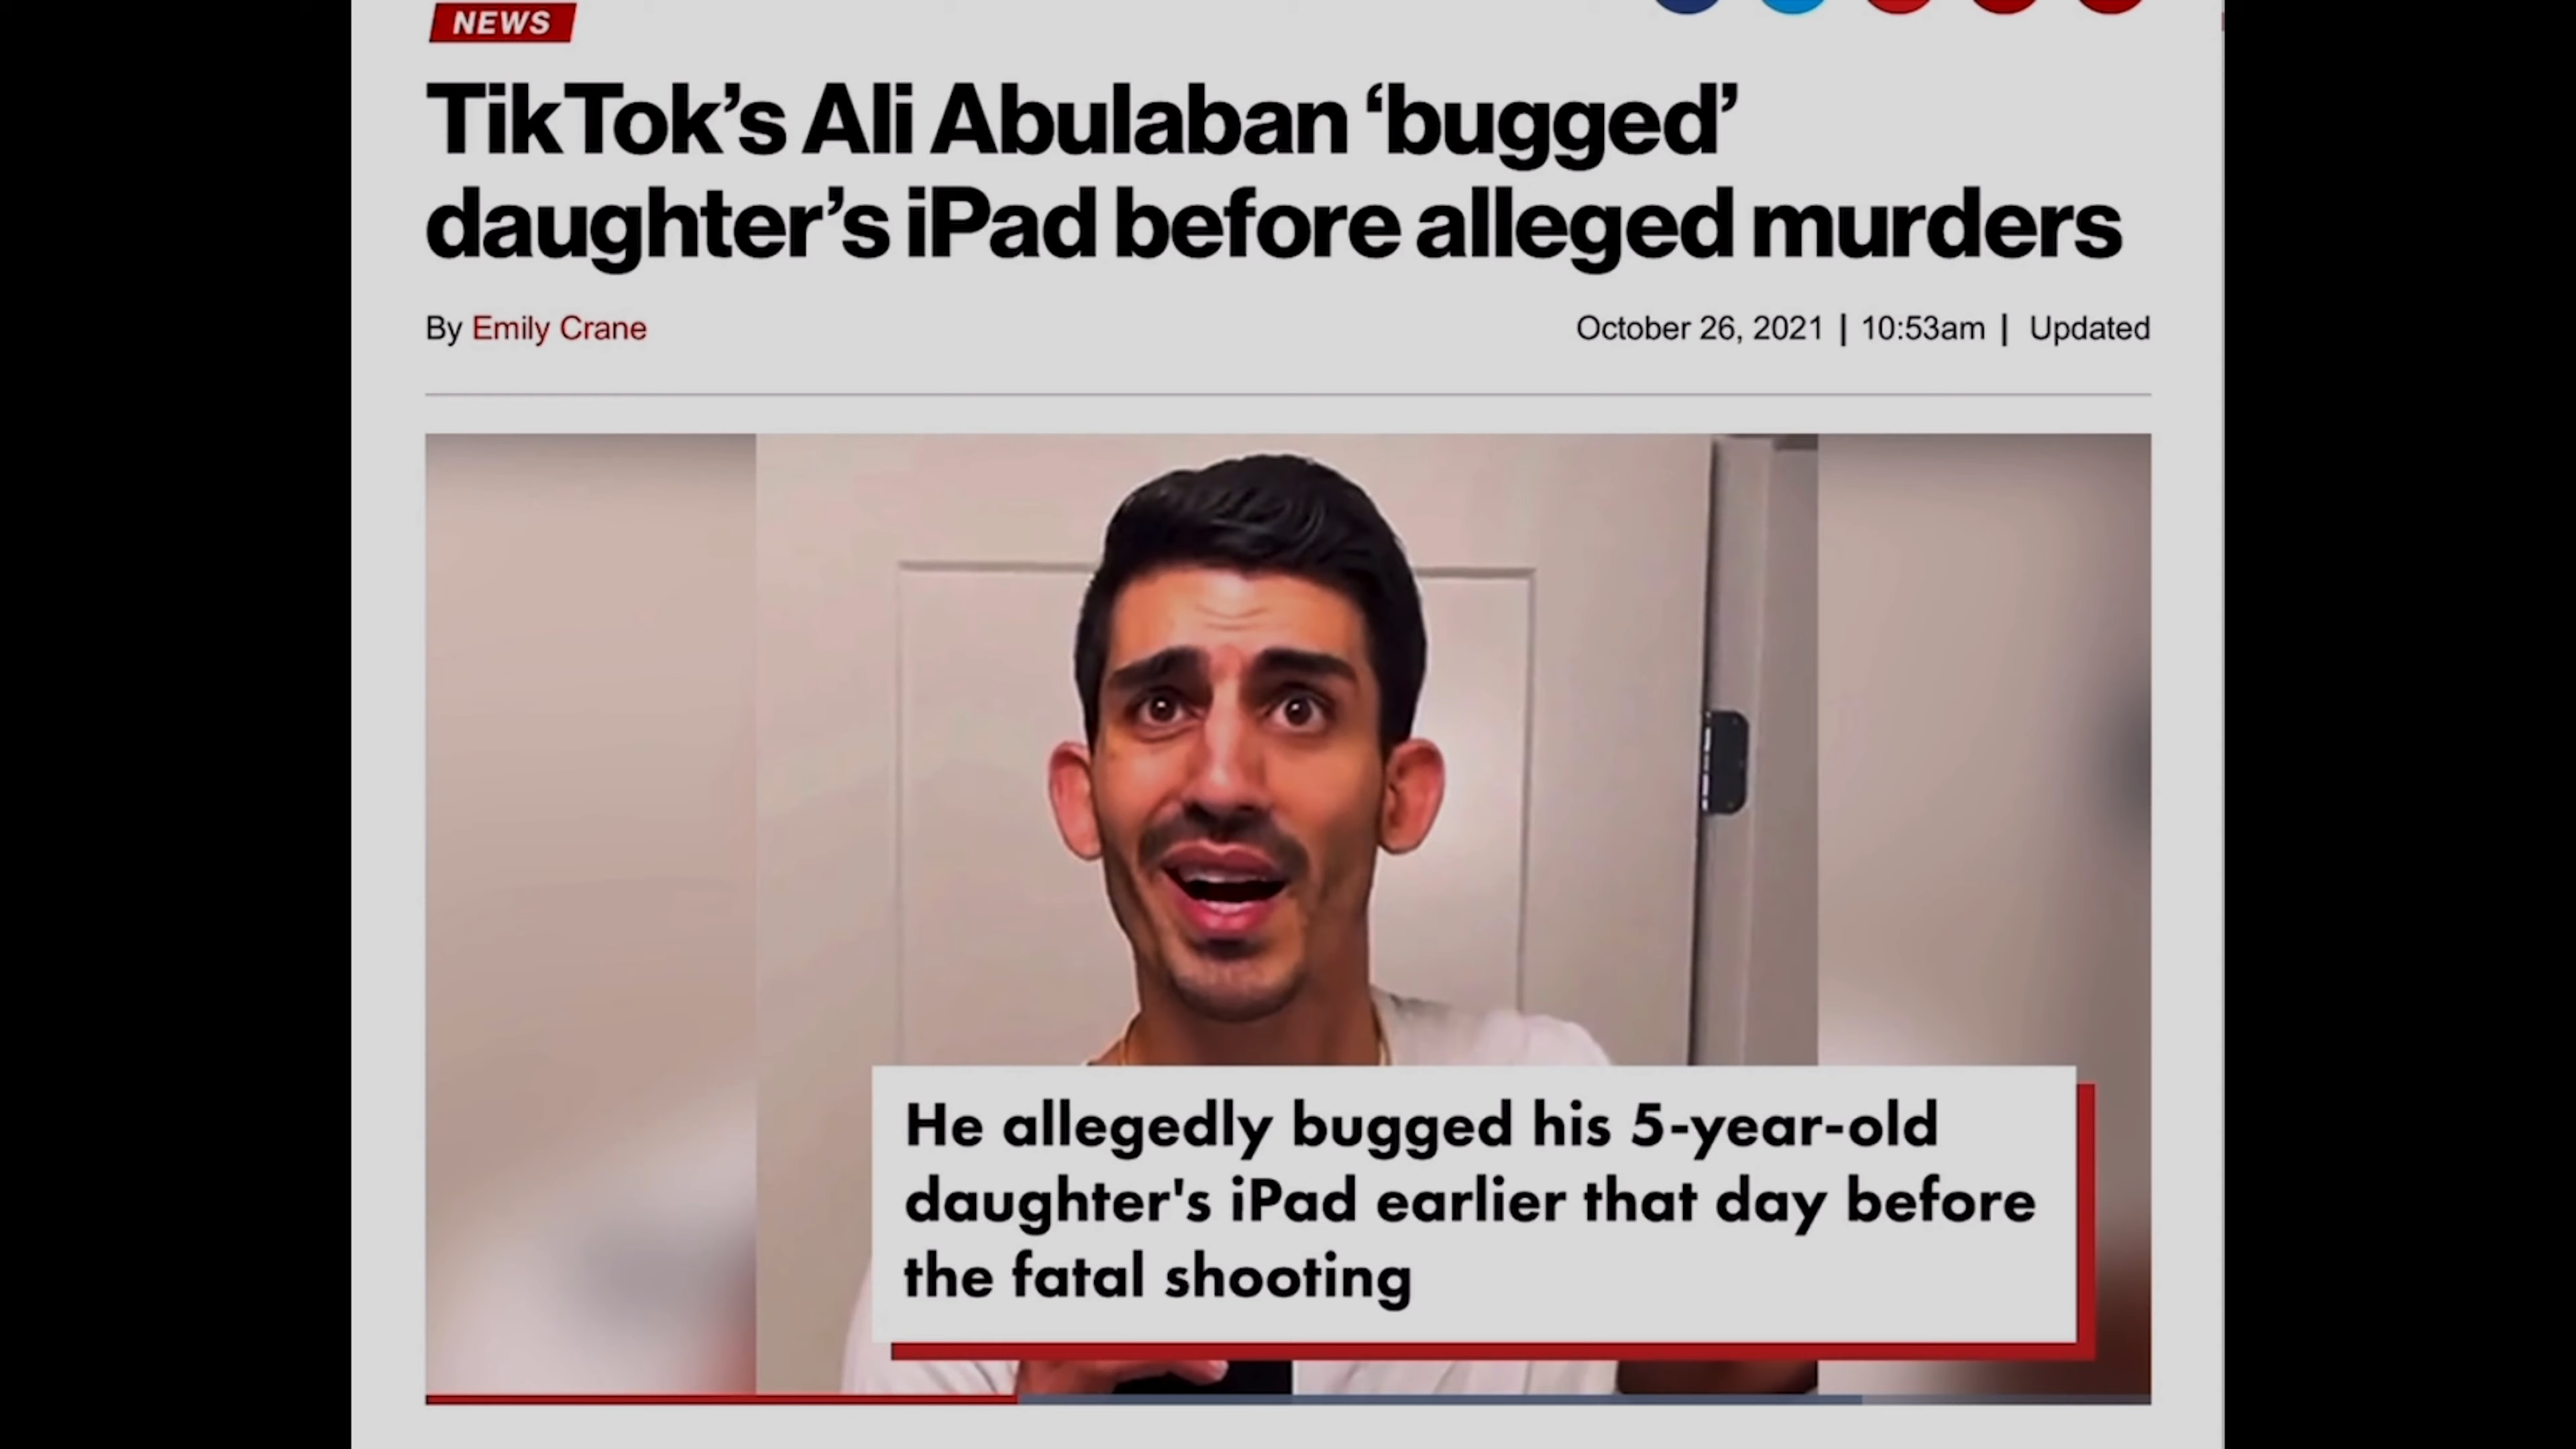 NEWS
TikTok’s Ali Abulaban ‘bugged’
daughter’s iPad before alleged murders
By Emily Crane
October 26, 2021 | 10:53am | Updated
He allegedly bugged his 5-year-old
daughter's iPad earlier that day before
the fatal shooting